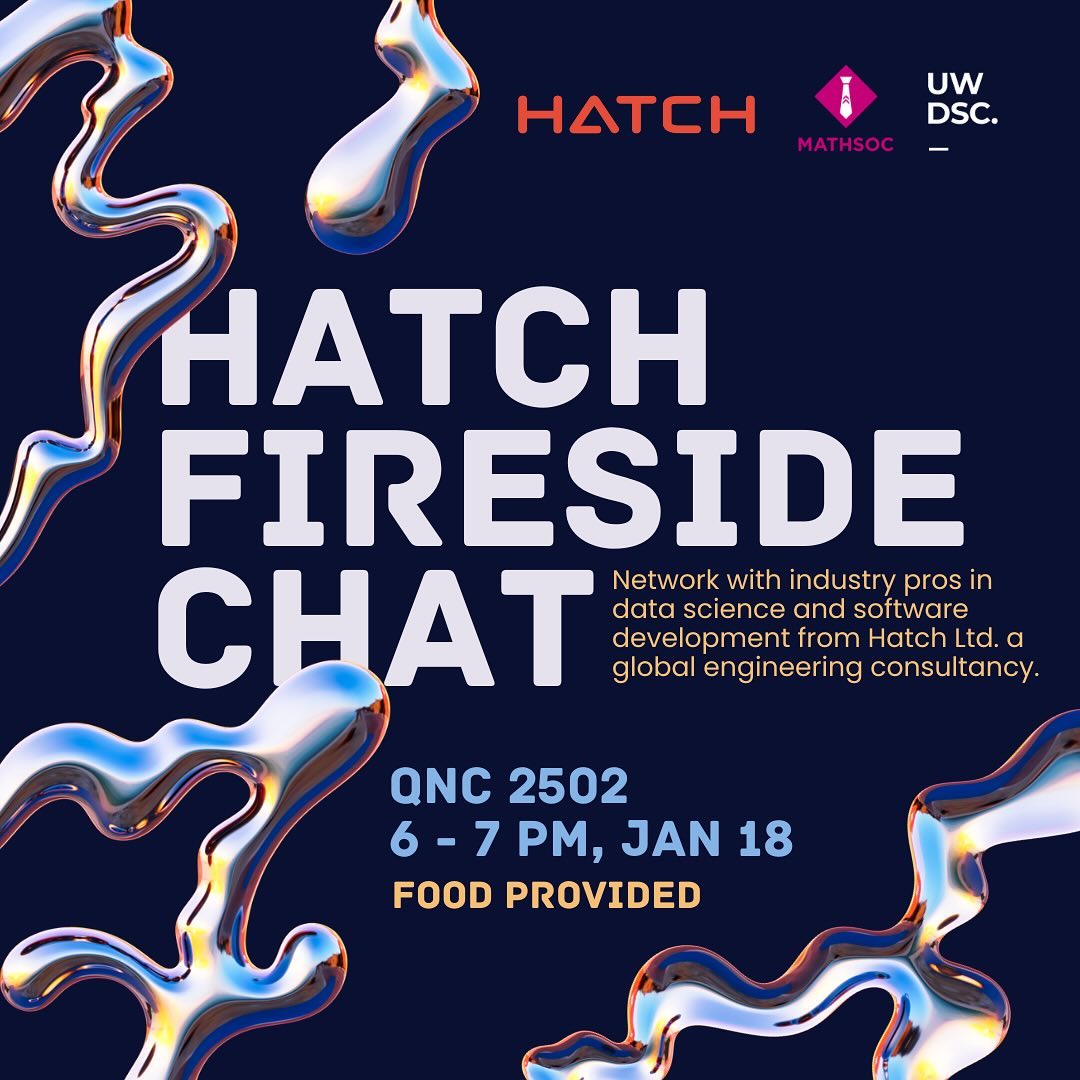 HATCH
MATHSOC
UW
DSC.
HATCH
FIRESIDE
CHAT
Network with industry pros in
data science and software
development from Hatch Ltd. a
global engineering consultancy.
QNC 2502
6 - 7 PM, JAN 18
FOOD PROVIDED